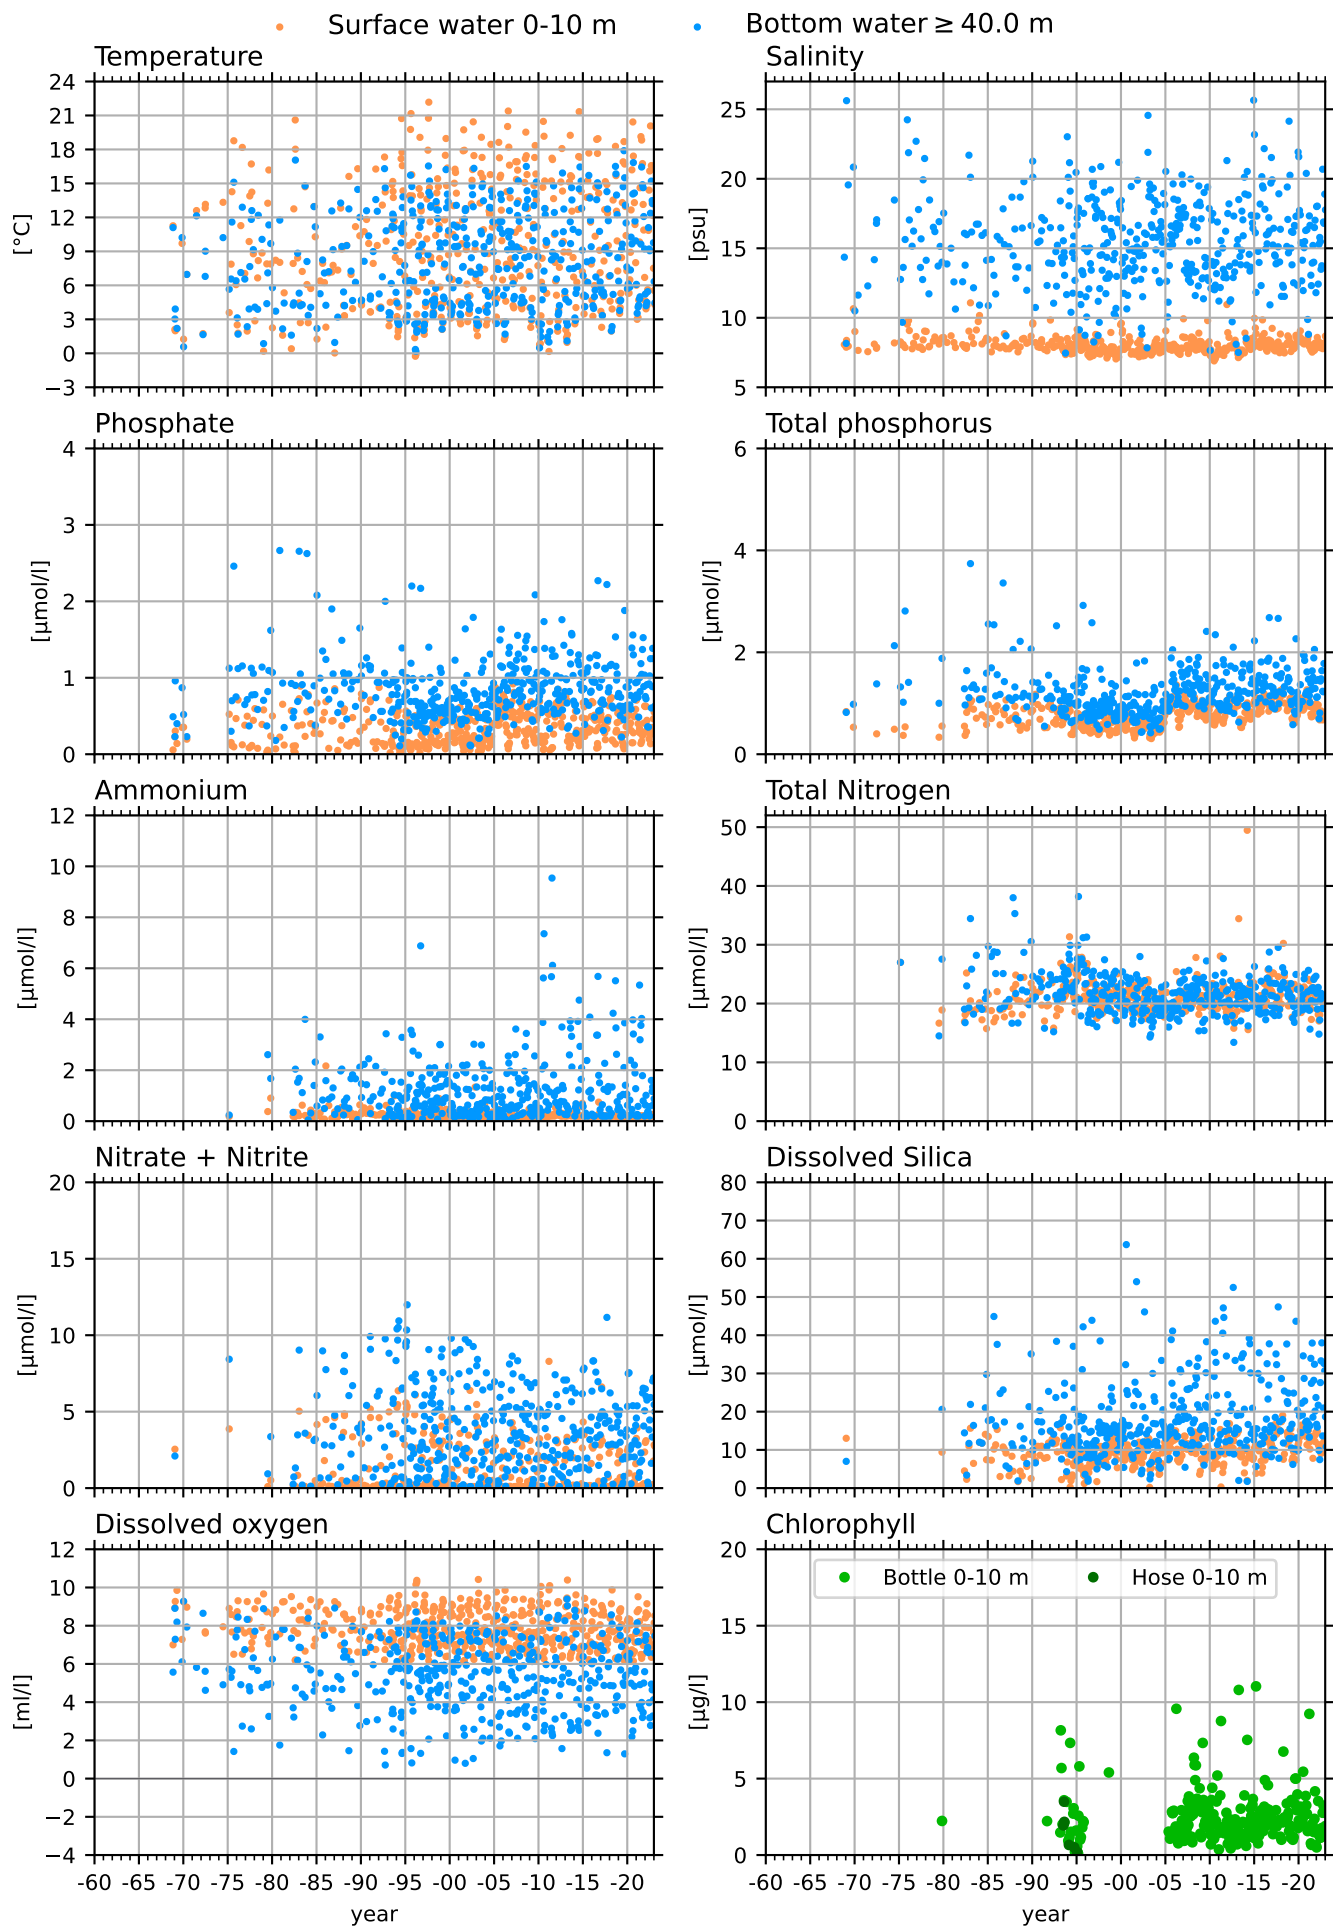 Surface water 0-10 m
Bottom water ≥ 40.0 m
Temperature
24
21
18
15
12
9
6
3
0
−3
[°C]
Salinity
25
20
15
10
5
[psu]
Phosphate
4
3
2
1
0
[µmol/l]
Total phosphorus
6
4
2
0
[µmol/l]
Ammonium
12
10
8
6
4
2
0
[µmol/l]
Total Nitrogen
50
40
30
20
10
0
[µmol/l]
Nitrate + Nitrite
20
15
10
5
0
[µmol/l]
Dissolved Silica
80
70
60
50
40
30
20
10
0
[µmol/l]
Dissolved oxygen
12
10
8
6
4
2
0
−2
−4
[ml/l]
-60 -70 -75 -80 -85 -90 -95 -00 -05 -10 -15 -20
year
Chlorophyll
Bottle 0-10 m
Hose 0-10 m
20
15
10
5
0
[µg/l]
-60 -70 -75 -80 -85 -90 -95 -00 -05 -10 -15 -20
year